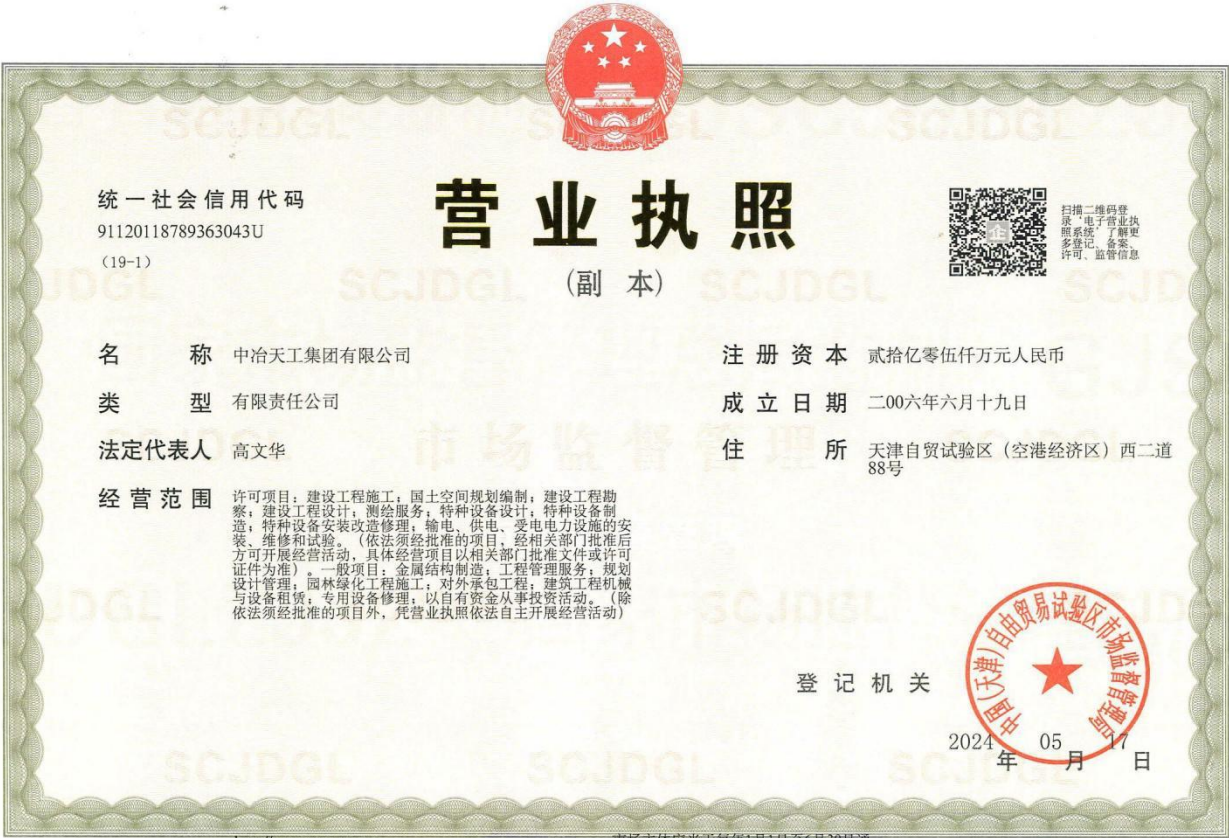 营业执照
(副 本)
统一社会信用代码
91120118789363043U
(19-1)
扫描二维码登
录‘电子营业执
照系统’了解更
多登记、备案、
许可、监管信息
名 称 中冶天工集团有限公司
类 型 有限责任公司
法定代表人 高文华
经营范围 许可项目：建设工程施工；国土空间规划编制；建设工程勘
察；建设工程设计；测绘服务；特种设备设计；特种设备制
造；特种设备安装改造修理；输电、供电、受电电力设施的安
装、维修和试验。（依法须经批准的项目，经相关部门批准后
方可开展经营活动，具体经营项目以相关部门批准文件或许可
证件为准）。一般项目：金属结构制造；工程管理服务；规划
设计管理；园林绿化工程施工；对外承包工程；建筑工程机械
与设备租赁；专用设备修理；以自有资金从事投资活动。（除
依法须经批准的项目外，凭营业执照依法自主开展经营活动）
注册资本 贰拾亿零伍仟万元人民币
成立日期 二00六年六月十九日
住 所 天津自贸试验区（空港经济区）西二道
88号
登记机关
中国(天津)自由贸易试验区市场监督管理局
2024年05月17日
SCJDGL
市场监督管理